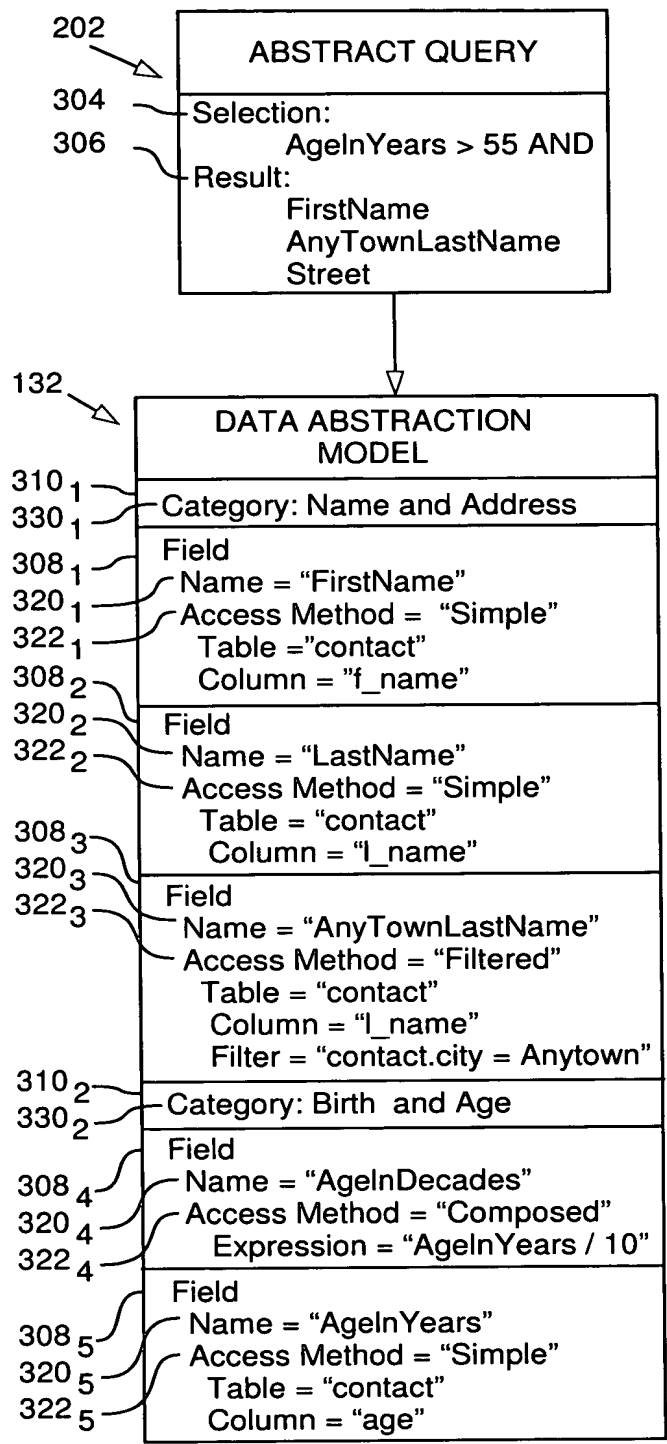 202
ABSTRACT QUERY
304
Selection:
306
AgeInYears > 55 AND
Result:
FirstName
AnyTownLastName
Street
132
DATA ABSTRACTION
MODEL
310 1
330 1
Category: Name and Address
308 1
Field
320 1
Name = “FirstName”
322 1
Access Method = “Simple”
Table =”contact”
Column = ”f_name”
308 2
Field
320 2
Name = “LastName”
322 2
Access Method = “Simple”
Table = “contact”
Column = “l_name”
308 3
Field
320 3
Name = “AnyTownLastName”
322 3
Access Method = “Filtered”
Table = “contact”
Column = “l_name”
Filter = “contact.city = Anytown”
310 2
330 2
Category: Birth and Age
308 4
Field
320 4
Name = “AgeInDecades”
322 4
Access Method = “Composed”
Expression = “AgeInYears / 10”
308 5
Field
320 5
Name = “AgeInYears”
322 5
Access Method = “Simple”
Table = “contact”
Column = “age”